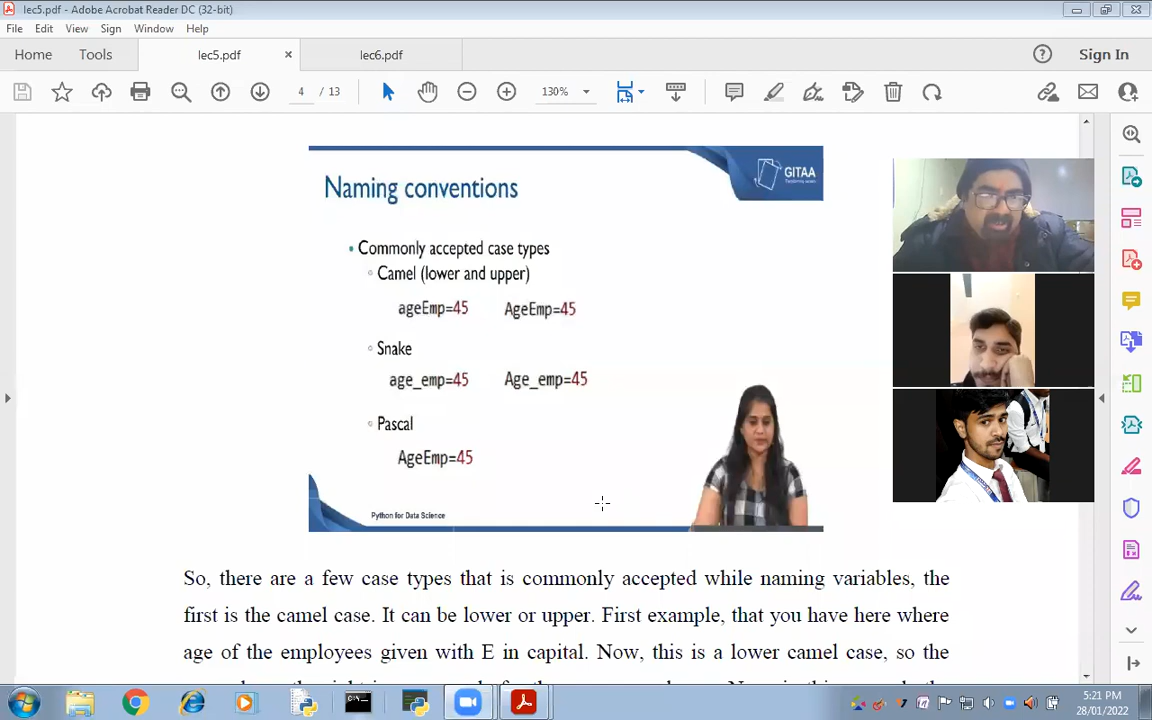 lec5.pdf - Adobe Acrobat Reader DC (32-bit)
File Edit View Sign Window Help
Home Tools lec5.pdf × lec6.pdf Sign In
4 / 13 130%
GITAA
Naming conventions
• Commonly accepted case types
Camel (lower and upper)
ageEmp=45 AgeEmp=45
Snake
age_emp=45 Age_emp=45
Pascal
AgeEmp=45
Python for Data Science
So, there are a few case types that is commonly accepted while naming variables, the
first is the camel case. It can be lower or upper. First example, that you have here where
age of the employees given with E in capital. Now, this is a lower camel case, so the
5:21 PM
28/01/2022